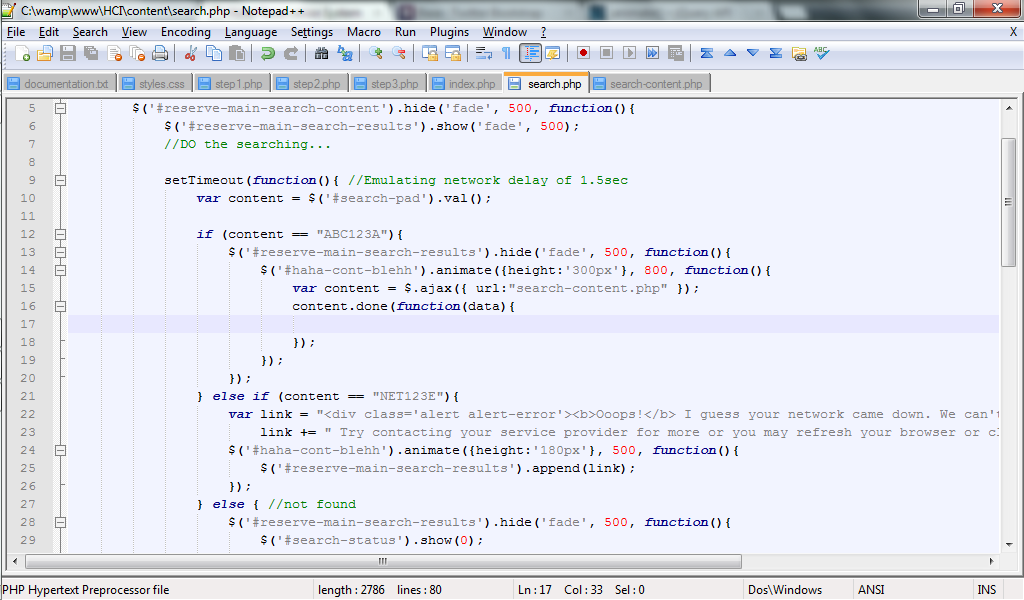 C:\wamp\www\HCI\content\search.php - Notepad++
File Edit Search View Encoding Language Settings Macro Run Plugins Window ? X
documentation.txt styles.css step1.php step2.php step3.php index.php search.php search-content.php
5 $('#reserve-main-search-content').hide('fade', 500, function(){
6 $('#reserve-main-search-results').show('fade', 500);
7 //DO the searching...
8
9 setTimeout(function(){ //Emulating network delay of 1.5sec
10 var content = $('#search-pad').val();
11
12 if (content == "ABC123A"){
13 $('#reserve-main-search-results').hide('fade', 500, function(){
14 $('#haha-cont-blehh').animate({height:'300px'}, 800, function(){
15 var content = $.ajax({ url:"search-content.php" });
16 content.done(function(data){
17
18 });
19 });
20 });
21 } else if (content == "NET123E"){
22 var link = "<div class='alert alert-error'><b>Ooops!</b> I guess your network came down. We can't
23 link += " Try contacting your service provider for more or you may refresh your browser or cl
24 $('#haha-cont-blehh').animate({height:'180px'}, 500, function(){
25 $('#reserve-main-search-results').append(link);
26 });
27 } else { //not found
28 $('#reserve-main-search-results').hide('fade', 500, function(){
29 $('#search-status').show(0);
PHP Hypertext Preprocessor file length : 2786 lines : 80 Ln : 17 Col : 33 Sel : 0 Dos\Windows ANSI INS